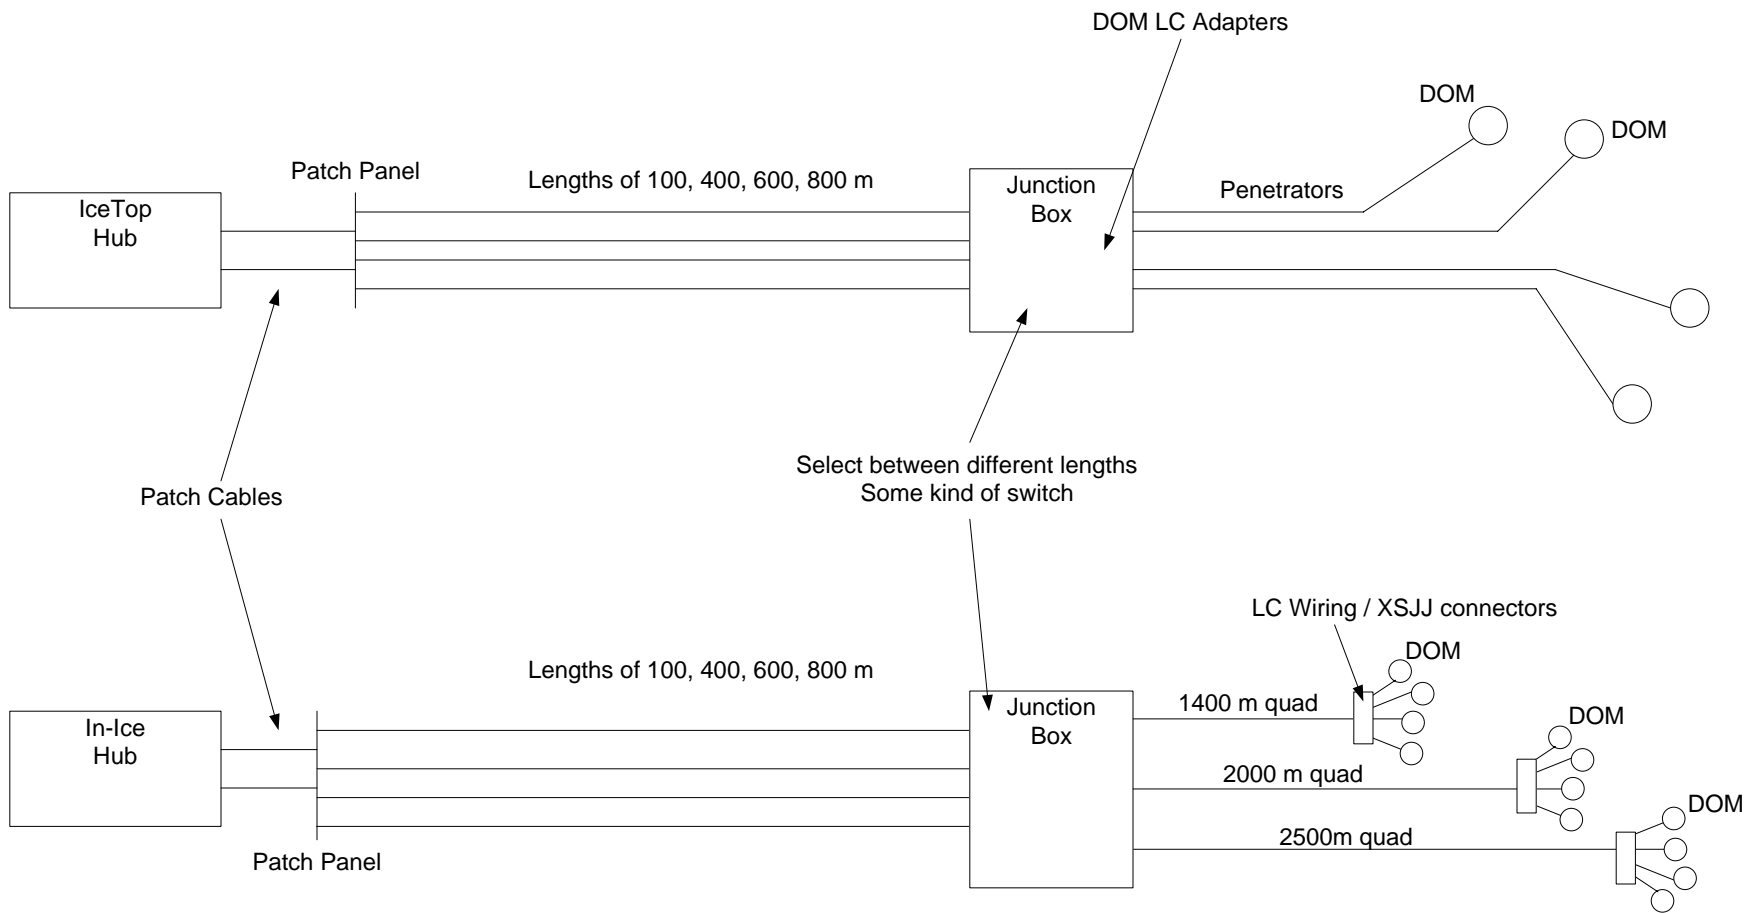 DOM LC Adapters
DOM
DOM
Patch Panel
Lengths of 100, 400, 600, 800 m
Junction
Box
Penetrators
IceTop
Hub
Select between different lengths
Some kind of switch
Patch Cables
LC Wiring / XSJJ connectors
DOM
Lengths of 100, 400, 600, 800 m
1400 m quad
Junction
Box
In-Ice
Hub
DOM
2000 m quad
DOM
2500m quad
Patch Panel